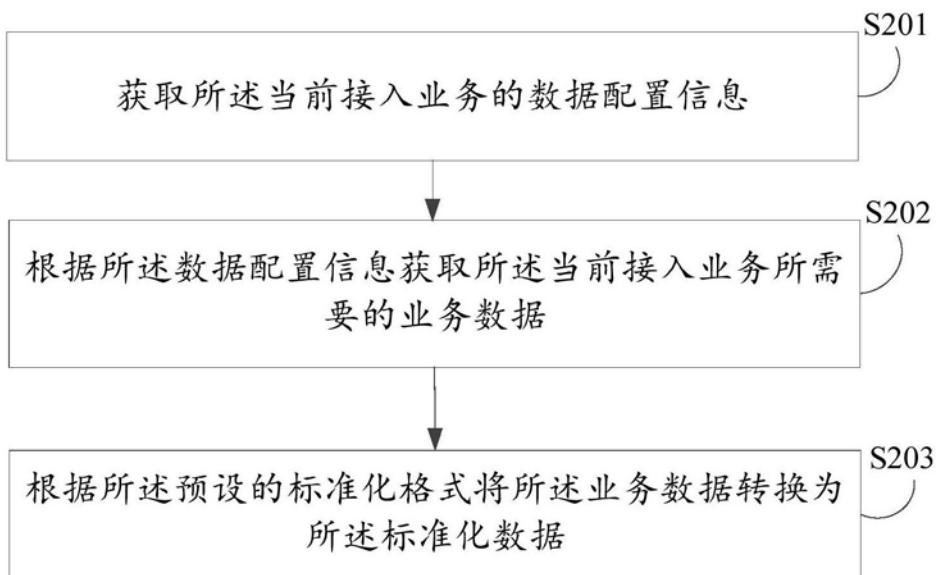 S201
获取所述当前接入业务的数据配置信息
S202
根据所述数据配置信息获取所述当前接入业务所需
要的业务数据
S203
根据所述预设的标准化格式将所述业务数据转换为
所述标准化数据